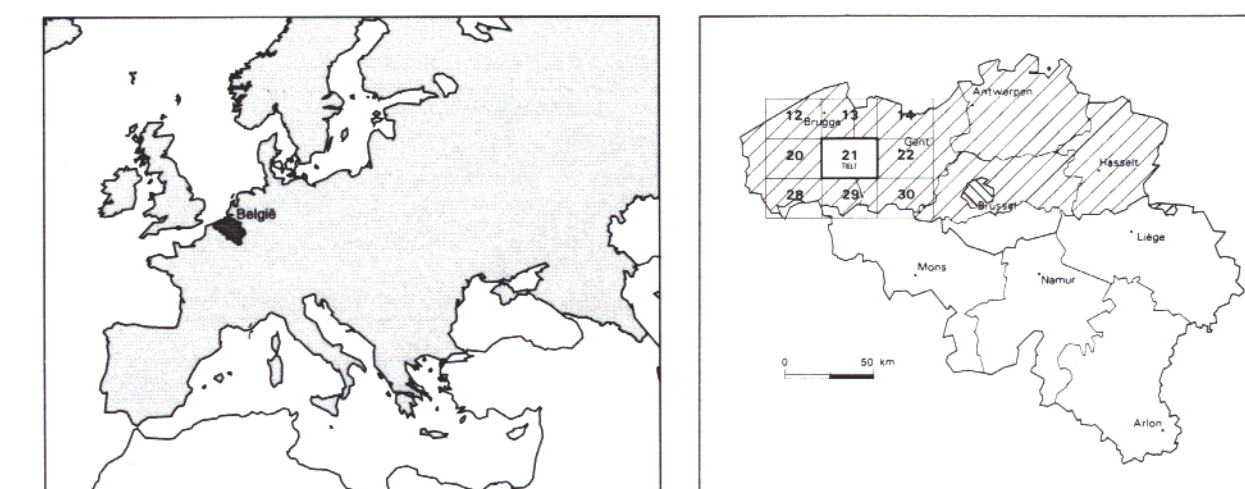 België
Antwerpen
12 Brugge 13 14
Gent
20 21 22
TIELT
Hasselt
28 29 30
Brussel
Liège
Mons
Namur
0 50 km
Arlon